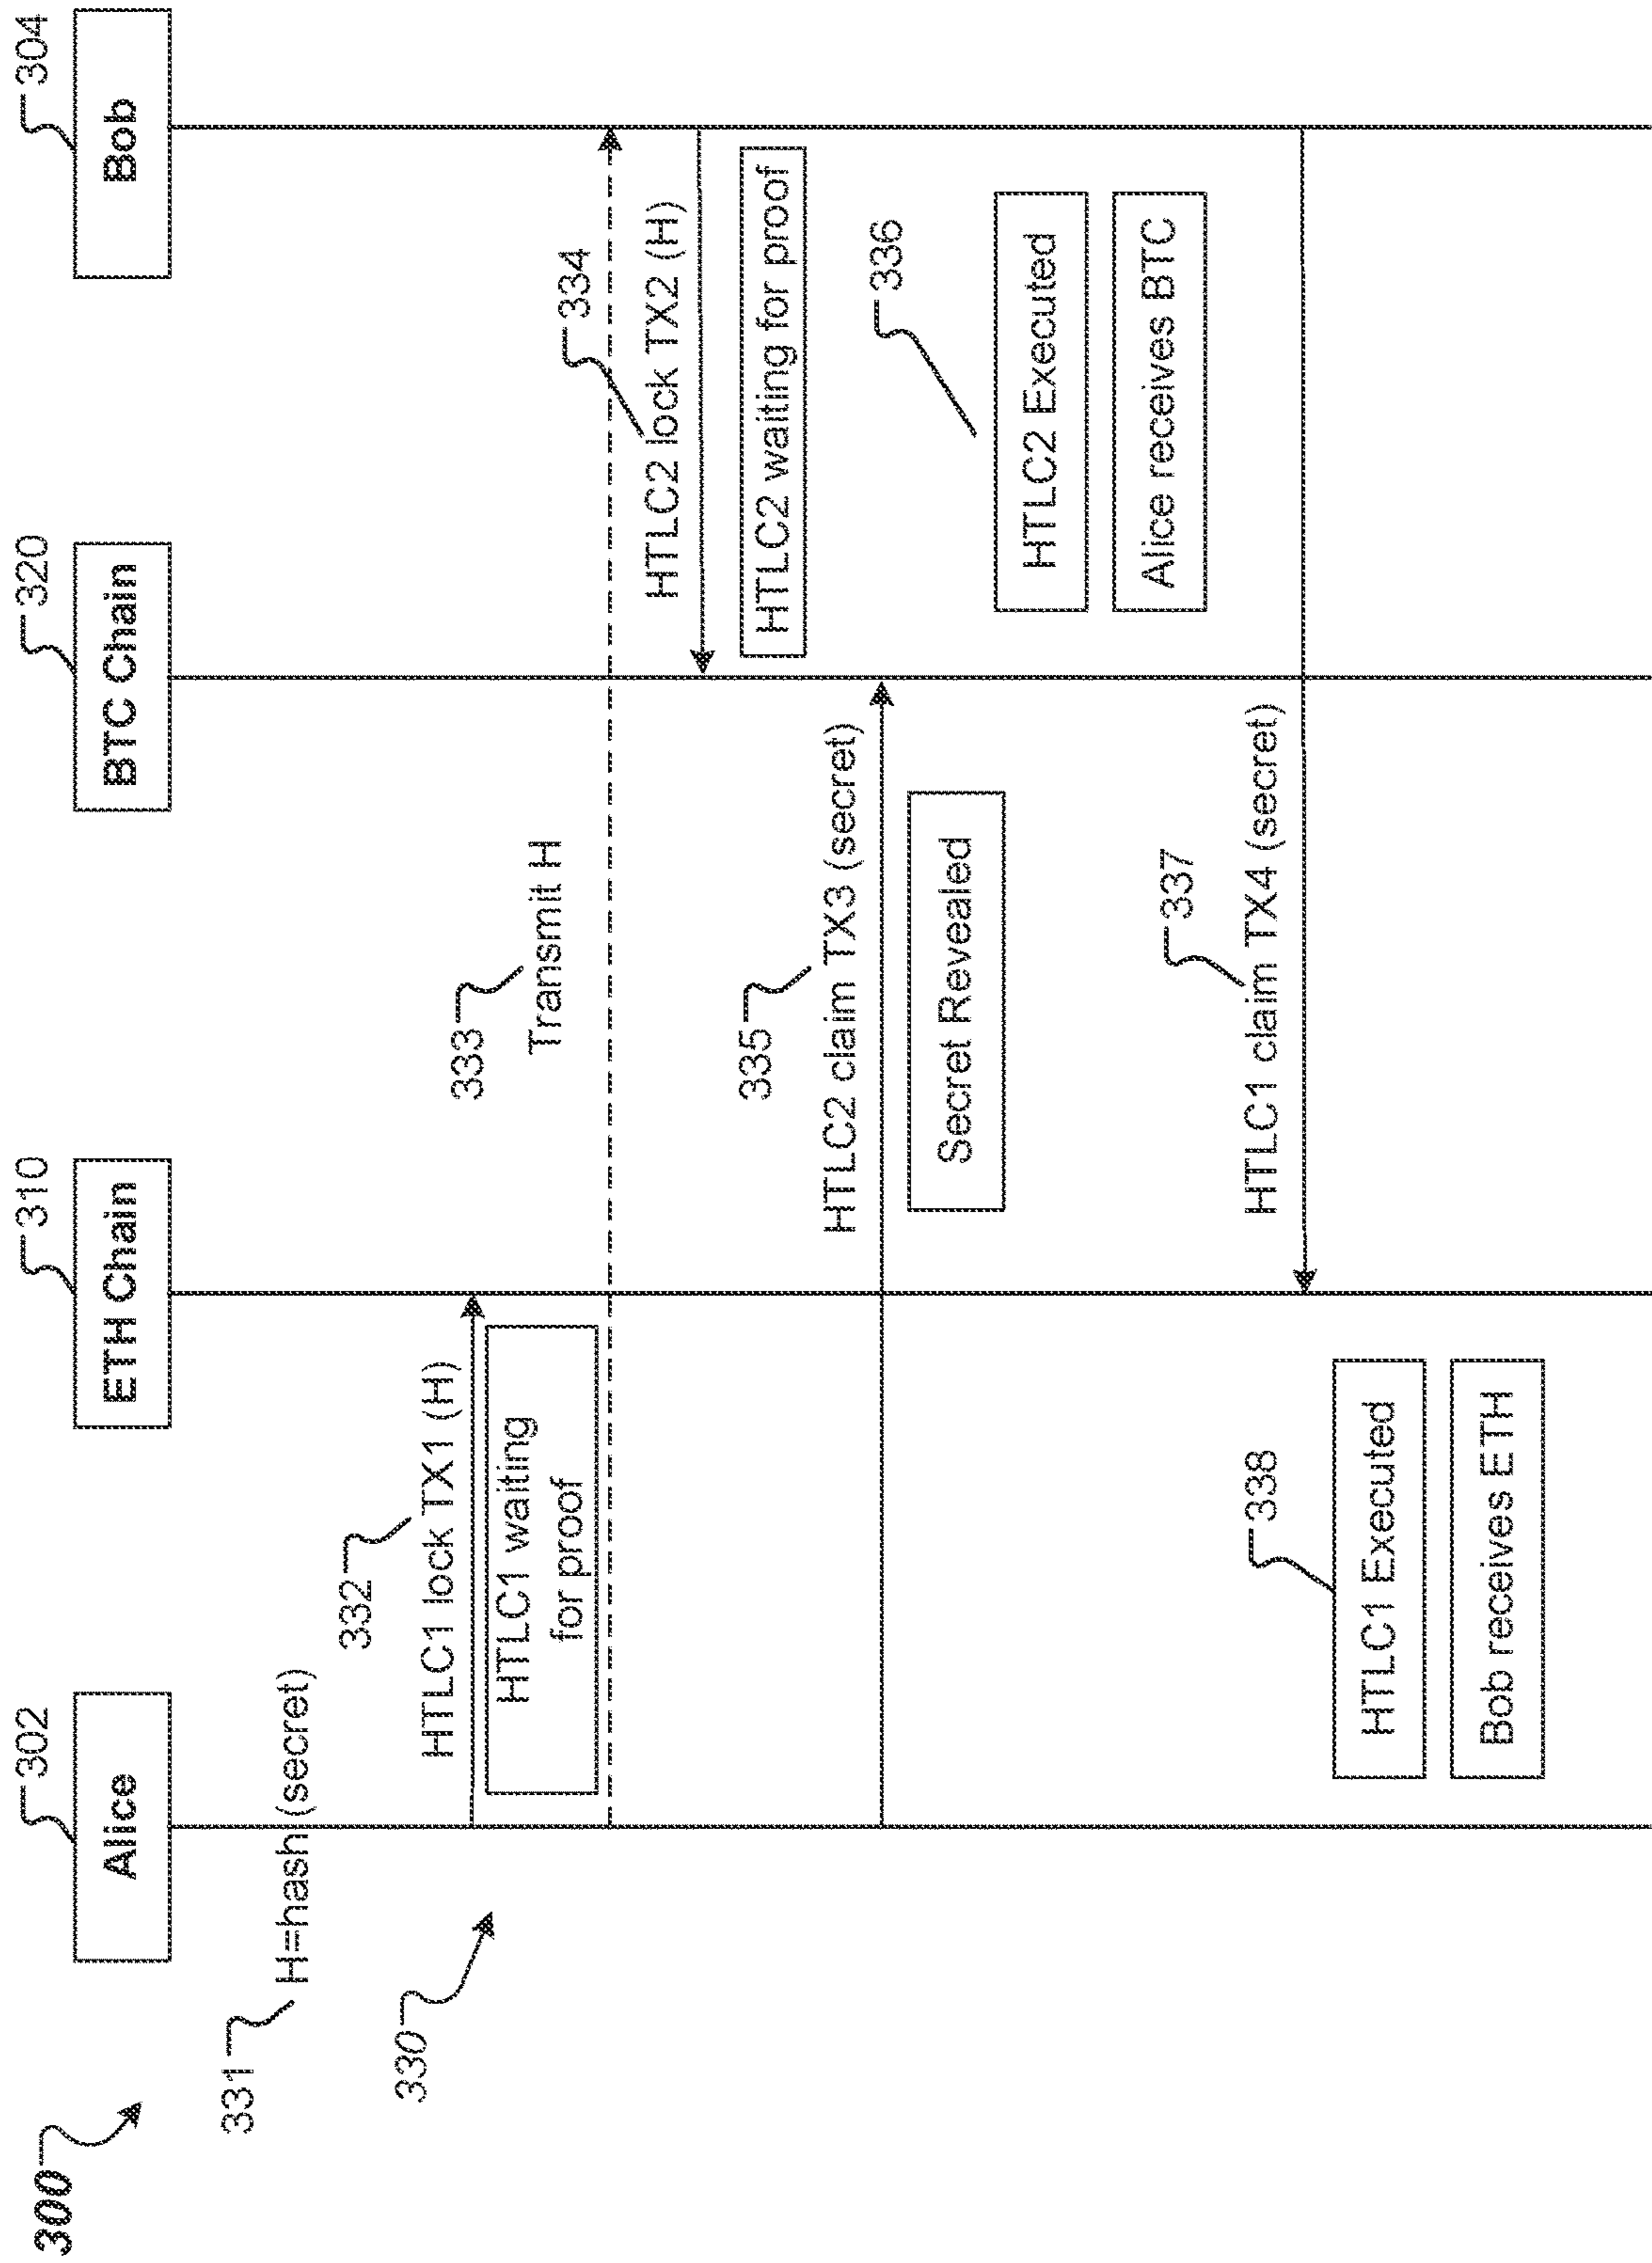 300
302
310
320
304
Alice
ETH Chain
BTC Chain
Bob
331
H=hash (secret)
330
332
HTLC1 lock TX1 (H)
HTLC1 waiting
for proof
333
Transmit H
334
HTLC2 lock TX2 (H)
HTLC2 waiting for proof
335
HTLC2 claim TX3 (secret)
Secret Revealed
336
HTLC2 Executed
Alice receives BTC
337
HTLC1 claim TX4 (secret)
338
HTLC1 Executed
Bob receives ETH